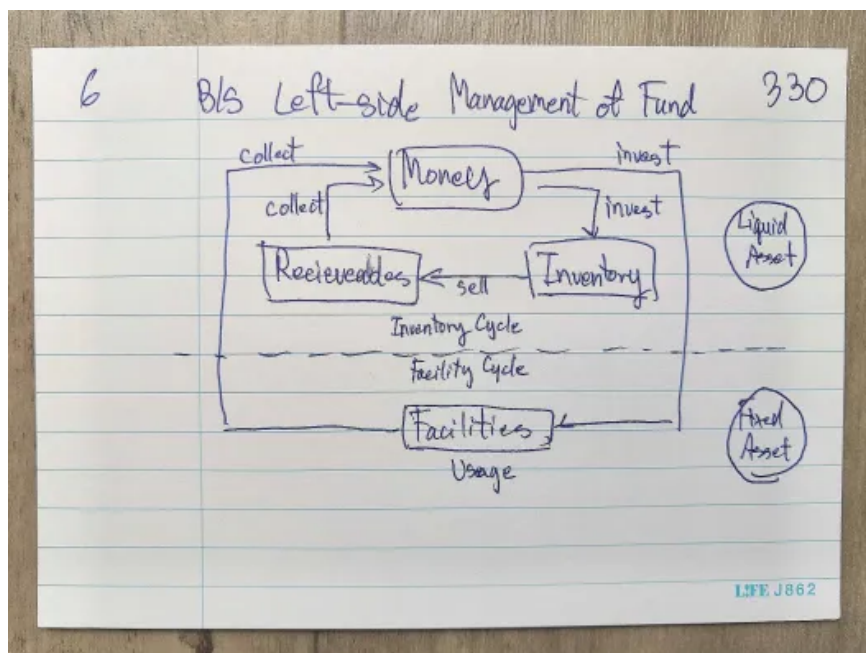 6 B/S Left-side Management of Fund 330
collect invest
Money
collect invest
Liquid
Asset
Recieveables sell Inventory
Inventory Cycle
Facility Cycle
Facilities
Fixed
Asset
Usage
LIFE J862